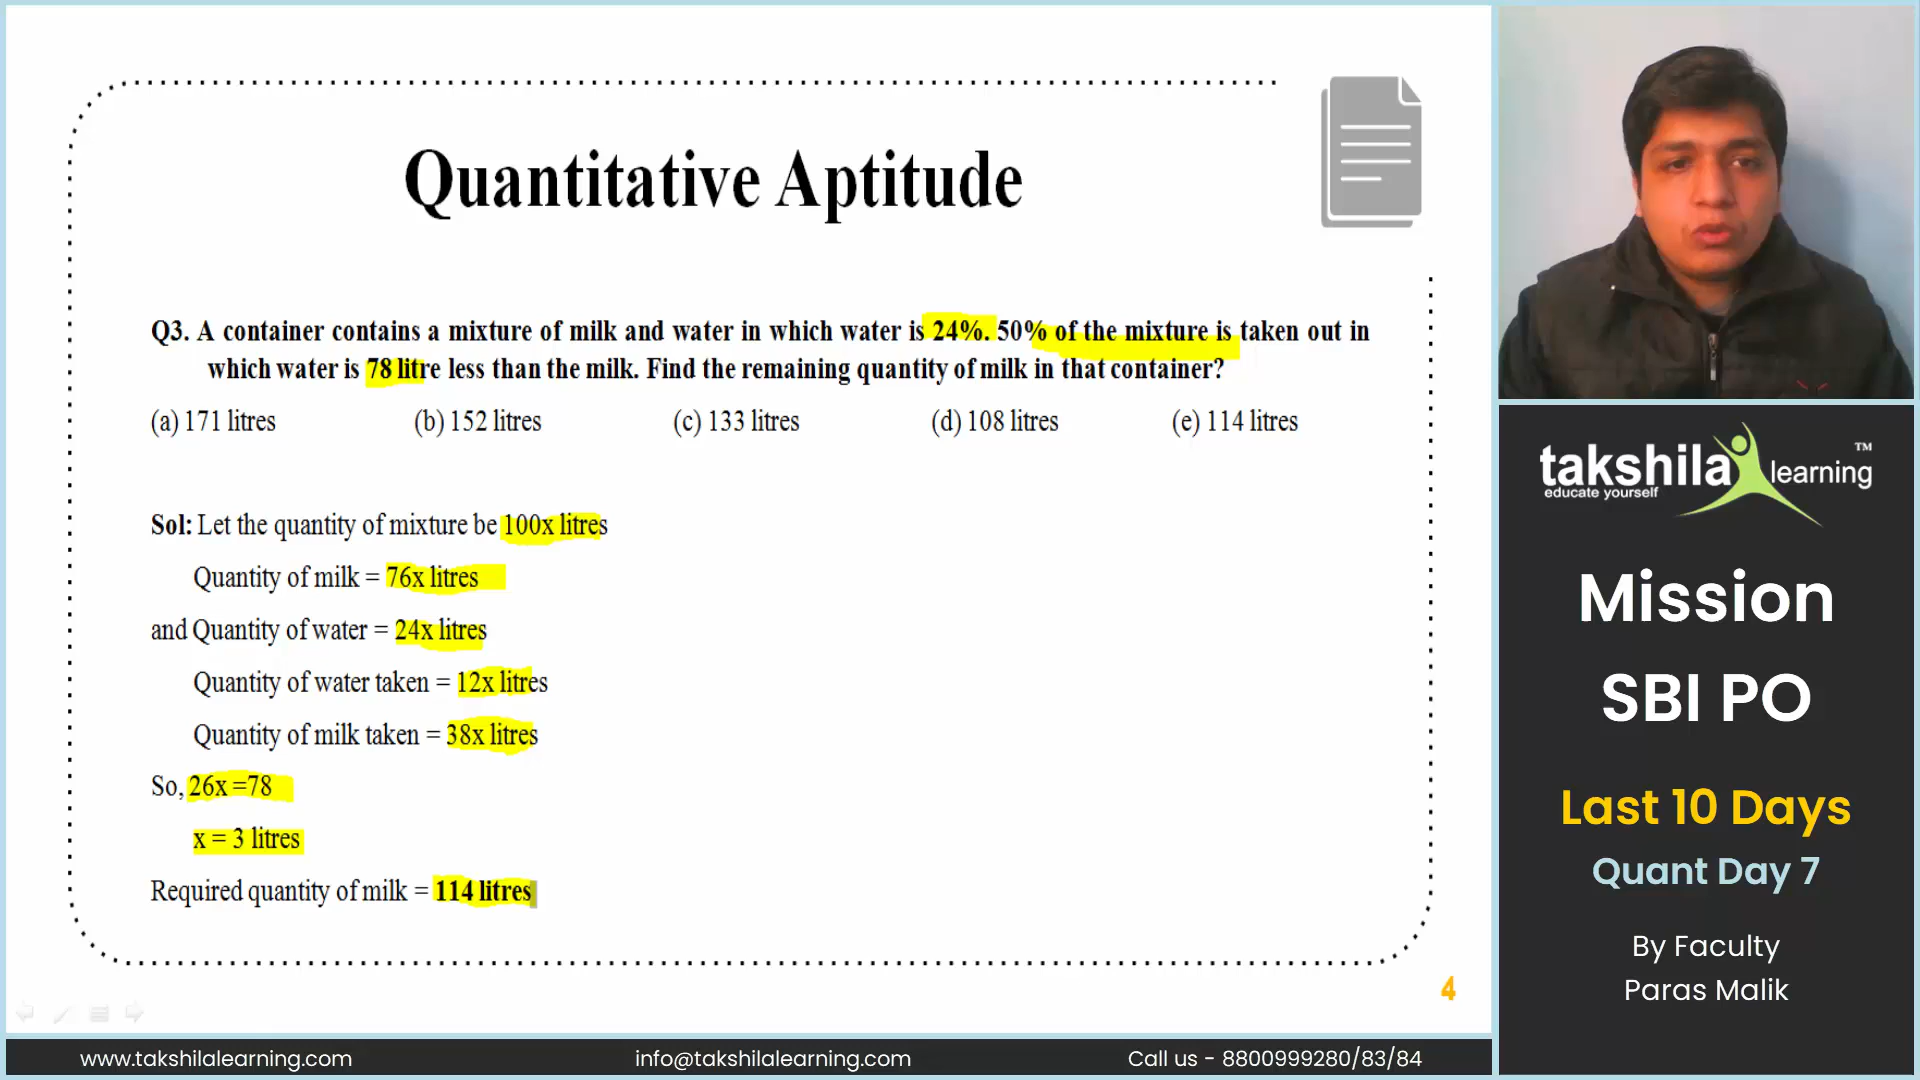 Quantitative Aptitude
Q3. A container contains a mixture of milk and water in which water is 24%. 50% of the mixture is taken out in
which water is 78 litre less than the milk. Find the remaining quantity of milk in that container?
(a) 171 litres (b) 152 litres (c) 133 litres (d) 108 litres (e) 114 litres
Sol: Let the quantity of mixture be 100x litres
Quantity of milk = 76x litres
and Quantity of water = 24x litres
Quantity of water taken = 12x litres
Quantity of milk taken = 38x litres
So, 26x =78
x = 3 litres
Required quantity of milk = 114 litres
4
takshila learning ™
educate yourself
Mission
SBI PO
Last 10 Days
Quant Day 7
By Faculty
Paras Malik
www.takshilalearning.com info@takshilalearning.com Call us - 8800999280/83/84